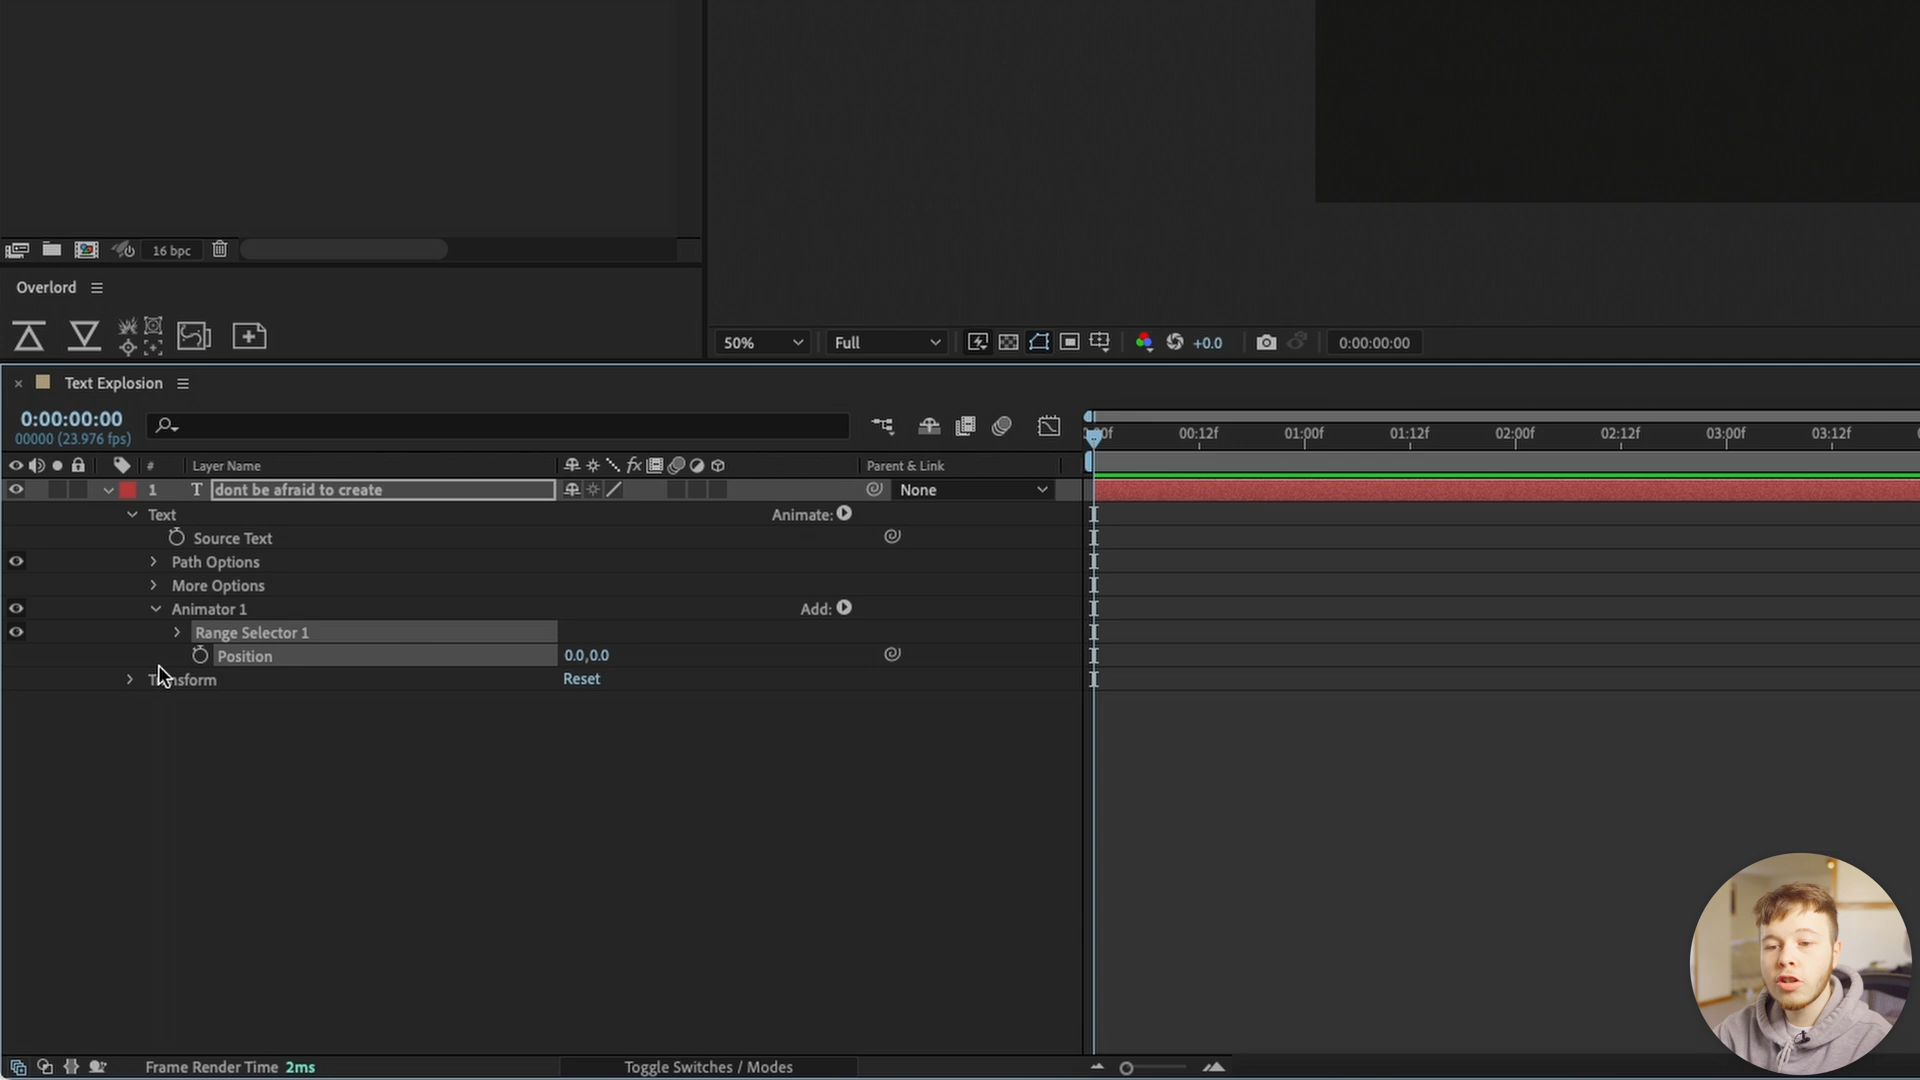 16 bpc
Overlord
50%
Full
+0.0
0:00:00:00
Text Explosion
0:00:00:00
00000 (23.976 fps)
00:12f
01:00f
01:12f
02:00f
02:12f
03:00f
03:12f
#
Layer Name
fx
Parent & Link
1
T
dont be afraid to create
None
Text
Animate:
Source Text
Path Options
More Options
Animator 1
Add:
Range Selector 1
Position
0.0,0.0
Transform
Reset
Frame Render Time 2ms
Toggle Switches / Modes